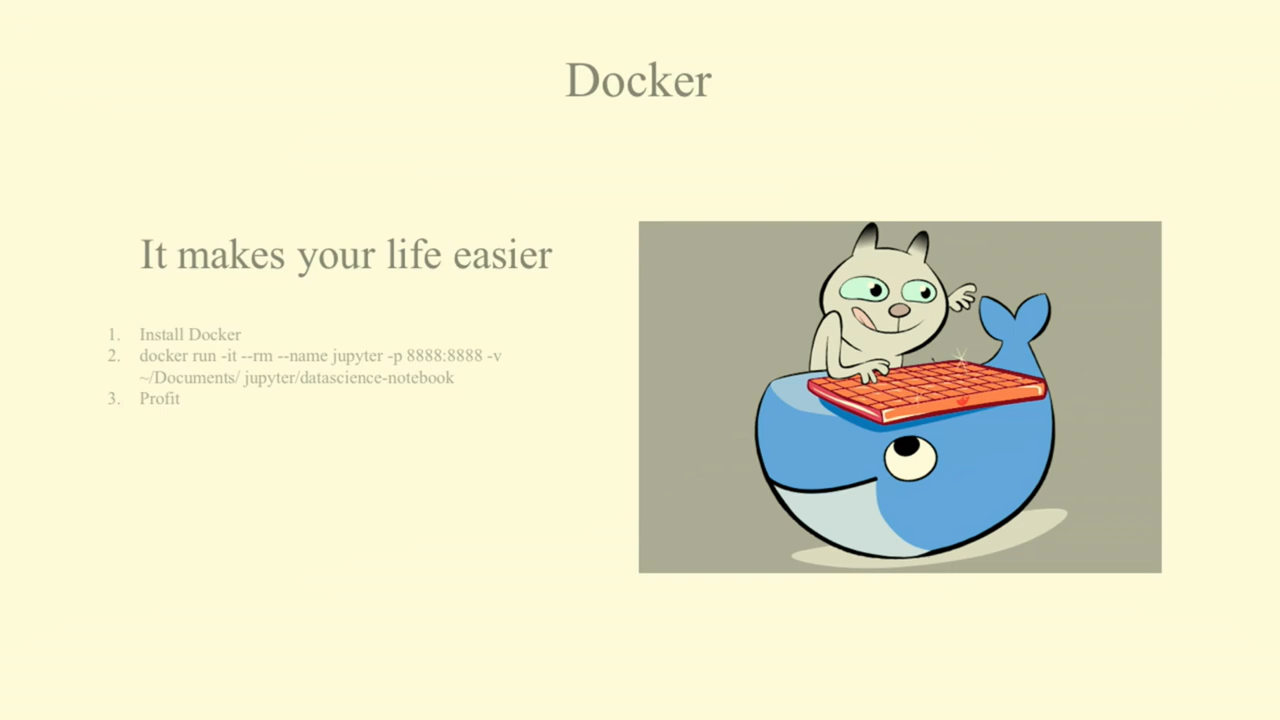 Docker
It makes your life easier
1. Install Docker
2. docker run -it --rm --name jupyter -p 8888:8888 -v
~/Documents/ jupyter/datascience-notebook
3. Profit